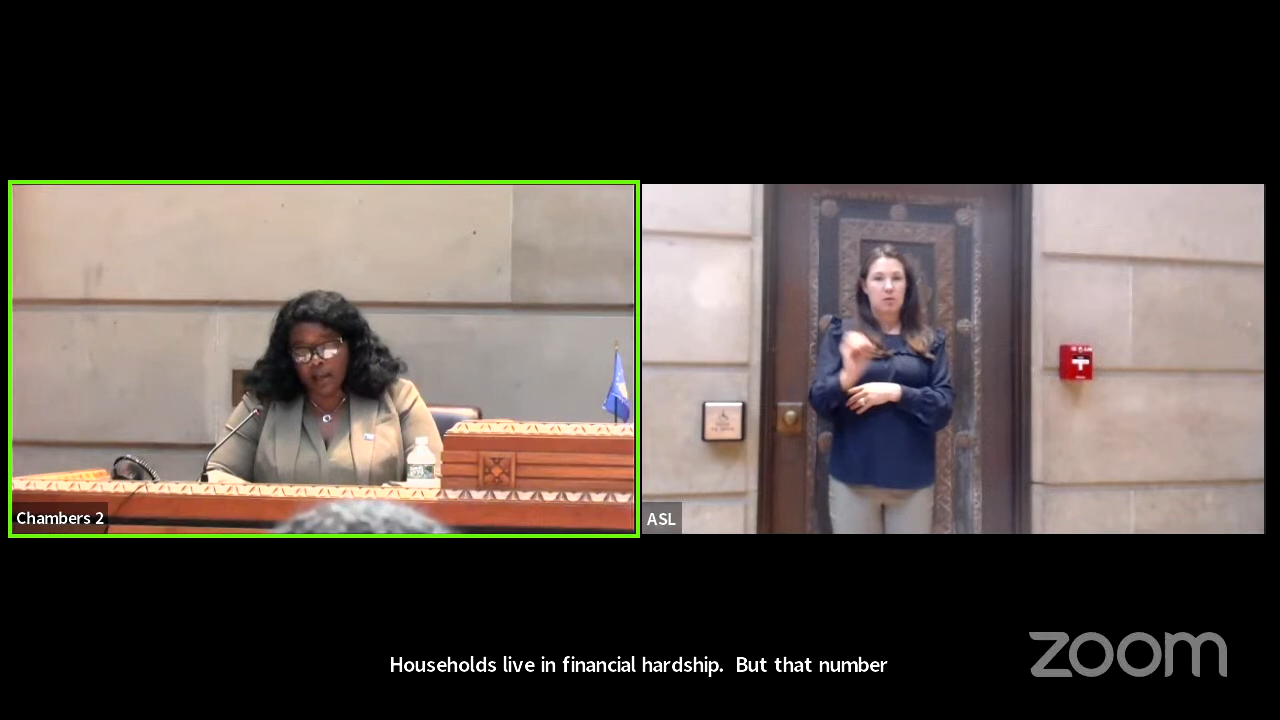 Chambers 2
ASL
Households live in financial hardship.  But that number
zoom